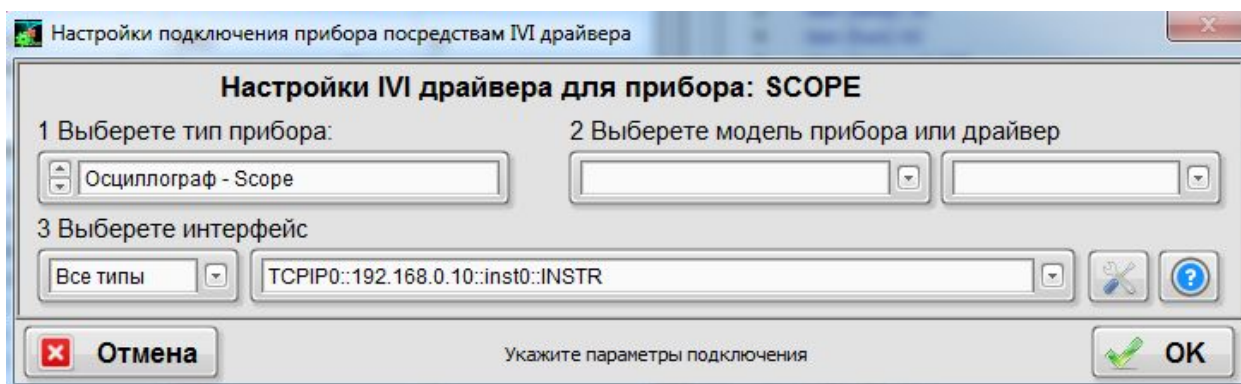 Настройки подключения прибора посредствам IVI драйвера
Настройки IVI драйвера для прибора: SCOPE
1 Выберете тип прибора:
2 Выберете модель прибора или драйвер
Осциллограф - Scope
3 Выберете интерфейс
Все типы
TCPIP0::192.168.0.10::inst0::INSTR
Отмена
Укажите параметры подключения
OK